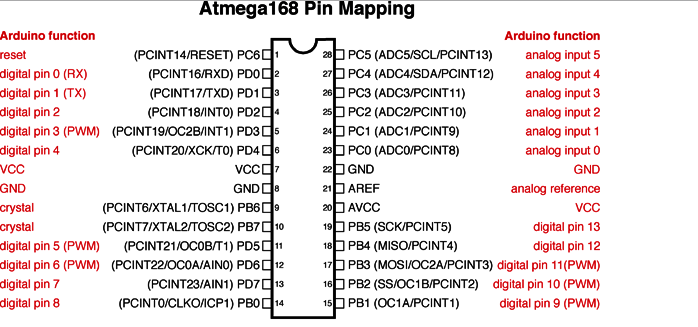 Atmega168 Pin Mapping
Arduino function Arduino function
reset (PCINT14/RESET) PC6 1 28 PC5 (ADC5/SCL/PCINT13) analog input 5
digital pin 0 (RX) (PCINT16/RXD) PD0 2 27 PC4 (ADC4/SDA/PCINT12) analog input 4
digital pin 1 (TX) (PCINT17/TXD) PD1 3 26 PC3 (ADC3/PCINT11) analog input 3
digital pin 2 (PCINT18/INT0) PD2 4 25 PC2 (ADC2/PCINT10) analog input 2
digital pin 3 (PWM) (PCINT19/OC2B/INT1) PD3 5 24 PC1 (ADC1/PCINT9) analog input 1
digital pin 4 (PCINT20/XCK/T0) PD4 6 23 PC0 (ADC0/PCINT8) analog input 0
VCC VCC 7 22 GND GND
GND GND 8 21 AREF analog reference
crystal (PCINT6/XTAL1/TOSC1) PB6 9 20 AVCC VCC
crystal (PCINT7/XTAL2/TOSC2) PB7 10 19 PB5 (SCK/PCINT5) digital pin 13
digital pin 5 (PWM) (PCINT21/OC0B/T1) PD5 11 18 PB4 (MISO/PCINT4) digital pin 12
digital pin 6 (PWM) (PCINT22/OC0A/AIN0) PD6 12 17 PB3 (MOSI/OC2A/PCINT3) digital pin 11(PWM)
digital pin 7 (PCINT23/AIN1) PD7 13 16 PB2 (SS/OC1B/PCINT2) digital pin 10 (PWM)
digital pin 8 (PCINT0/CLKO/ICP1) PB0 14 15 PB1 (OC1A/PCINT1) digital pin 9 (PWM)